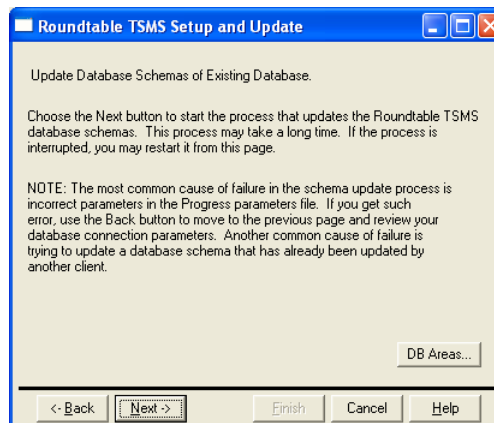 Roundtable TSMS Setup and Update
Update Database Schemas of Existing Database.
Choose the Next button to start the process that updates the Roundtable TSMS
database schemas. This process may take a long time. If the process is
interrupted, you may restart it from this page.
NOTE: The most common cause of failure in the schema update process is
incorrect parameters in the Progress parameters file. If you get such
error, use the Back button to move to the previous page and review your
database connection parameters. Another common cause of failure is
trying to update a database schema that has already been updated by
another client.
DB Areas...
<- Back Next -> Finish Cancel Help